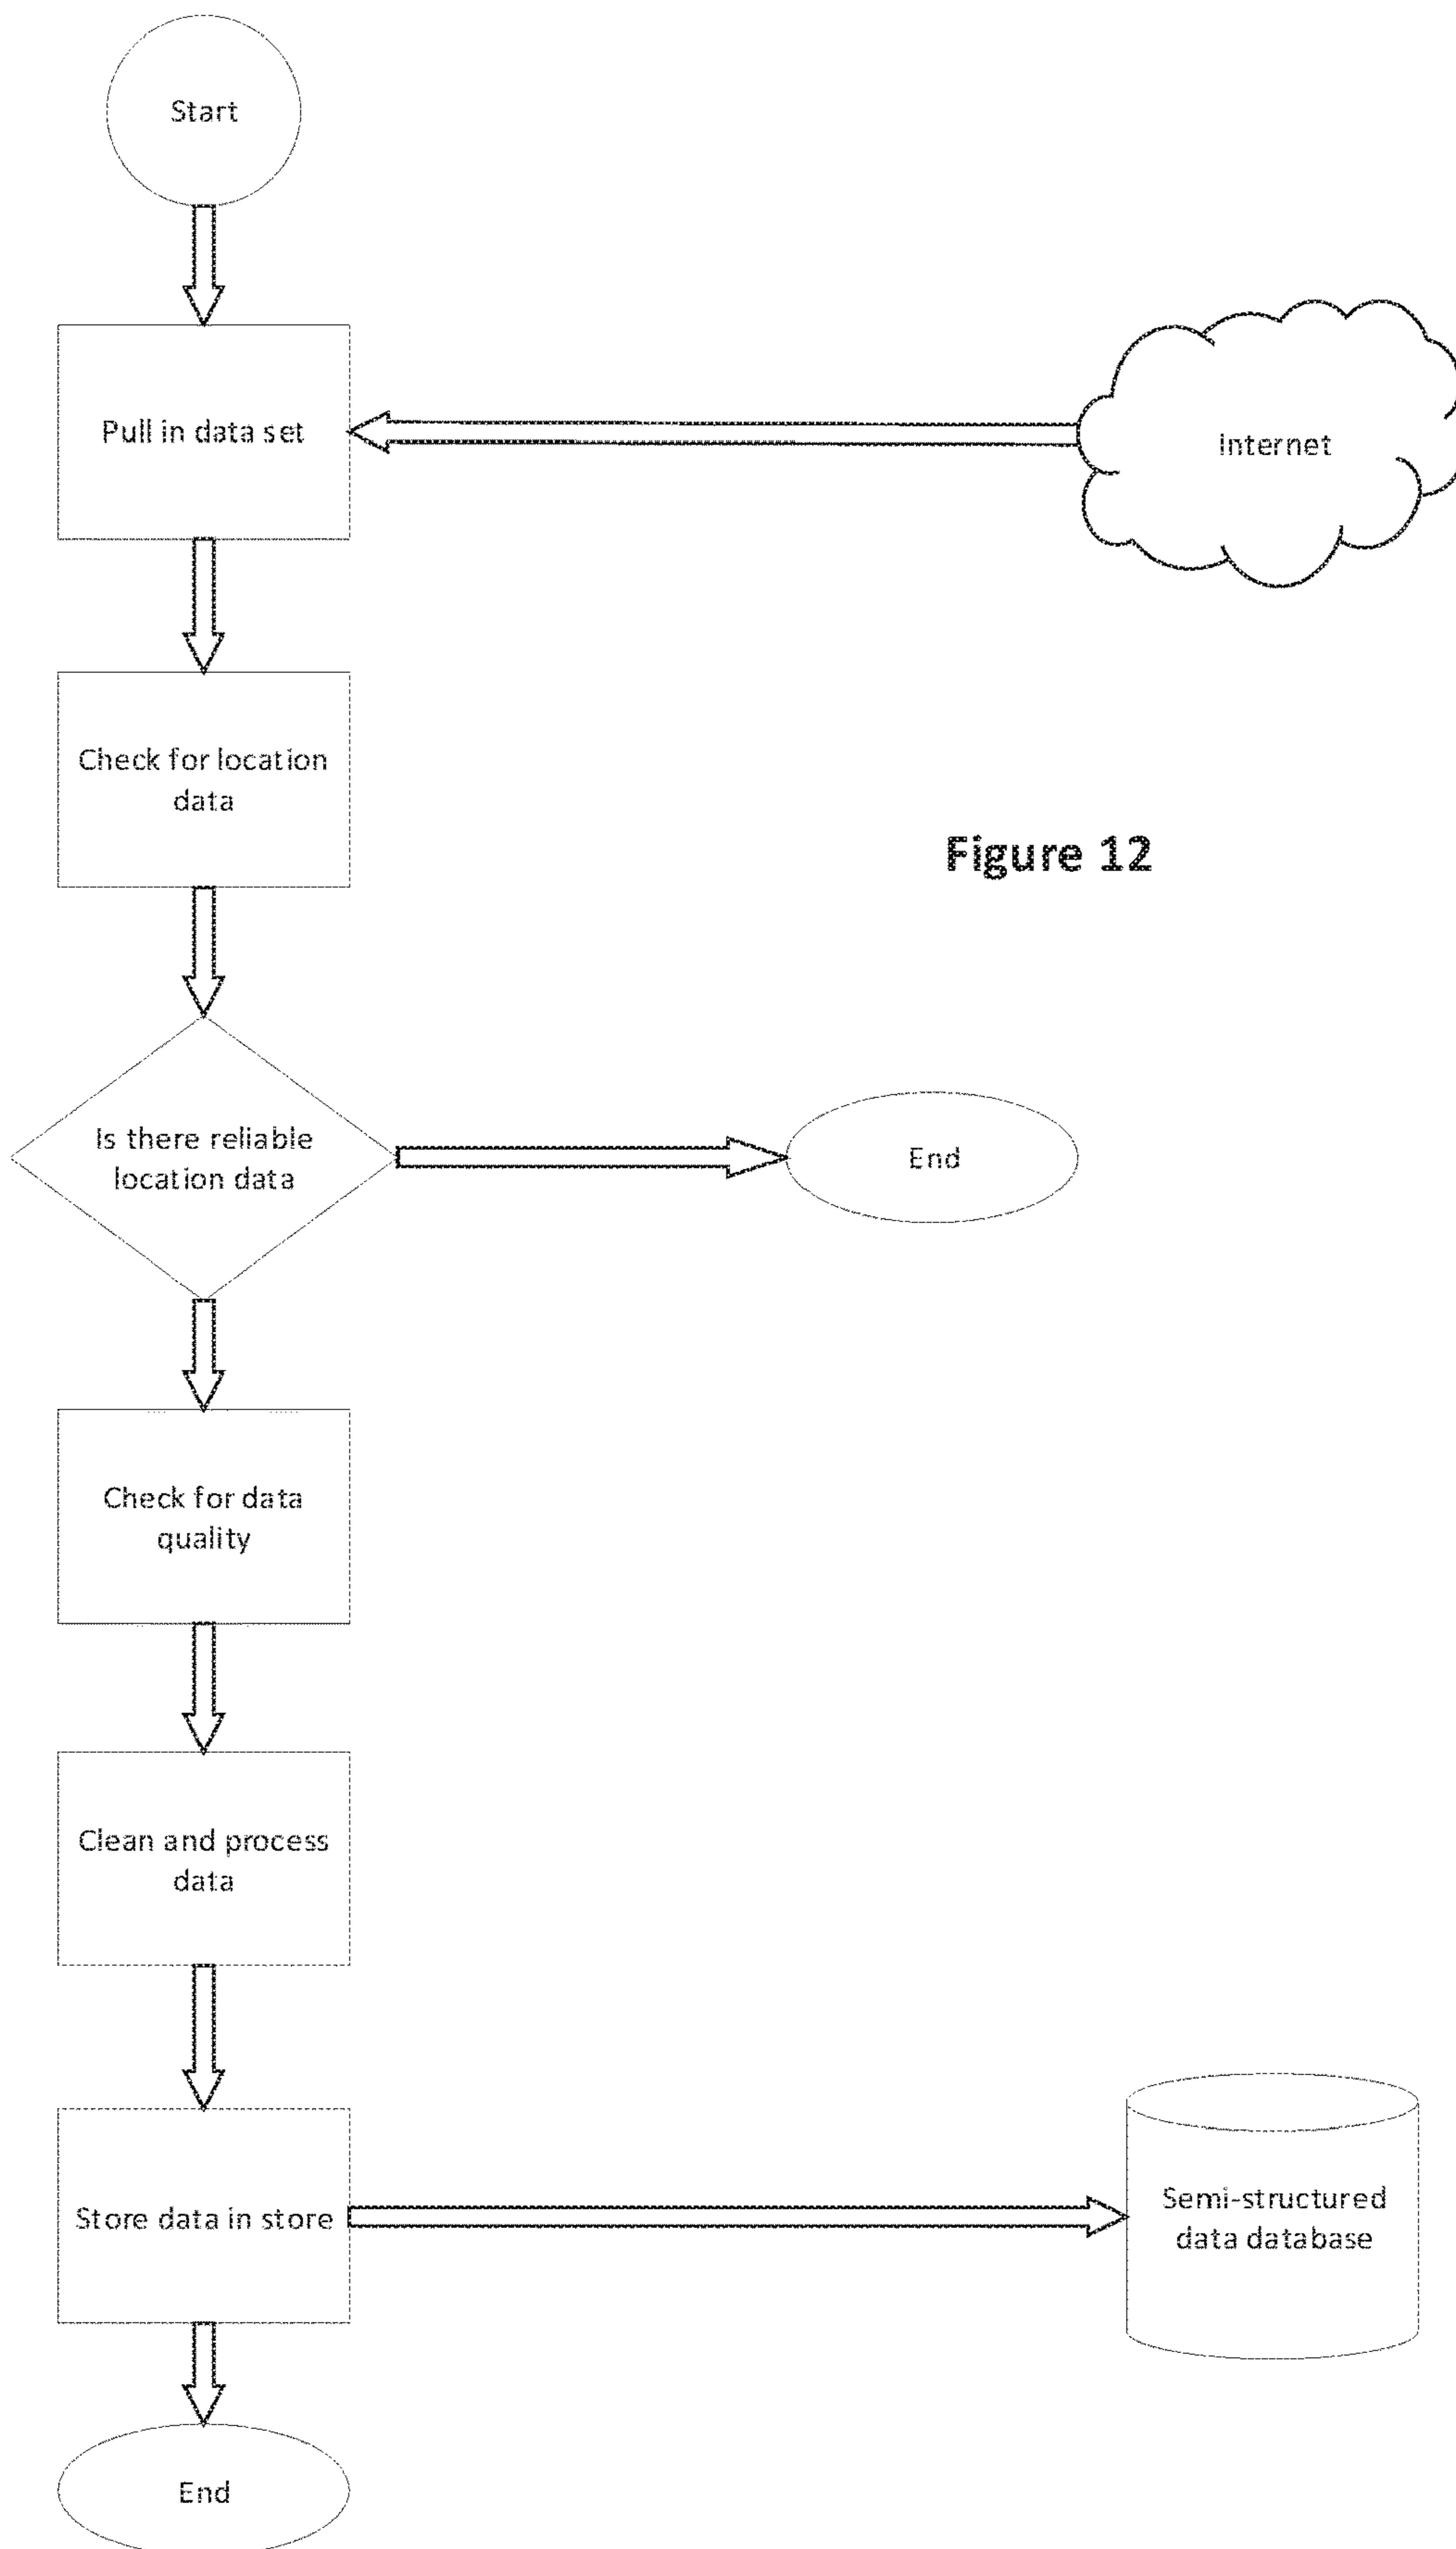 Start
Pull in data set
Internet
Check for location
data
Figure 12
Is there reliable
location data
End
Check for data
quality
Clean and process
data
Store data in store
Semi-structured
data database
End